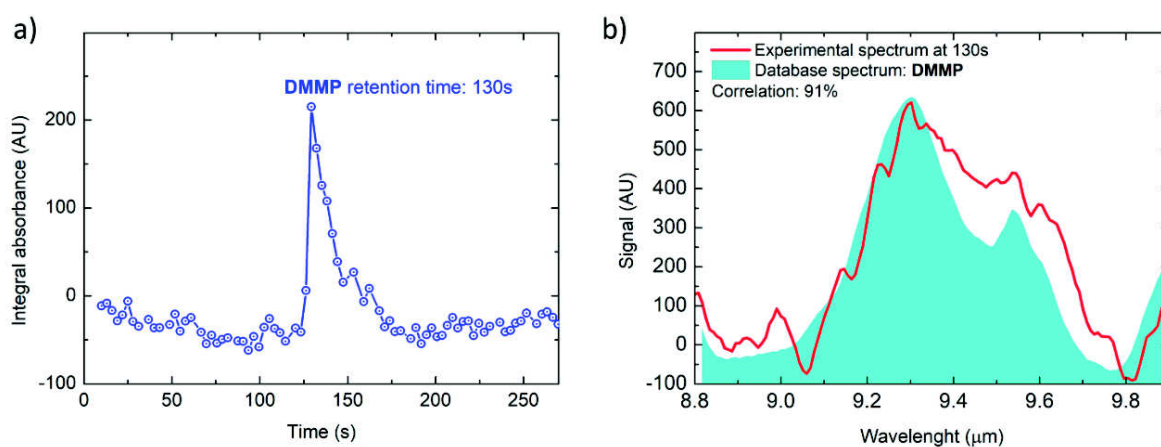 a)
DMMP retention time: 130s
Integral absorbance (AU)
200
100
0
-100
0
50
100
150
200
250
Time (s)
b)
Experimental spectrum at 130s
Database spectrum: DMMP
Correlation: 91%
Signal (AU)
700
600
500
400
300
200
100
0
-100
8.8
9.0
9.2
9.4
9.6
9.8
Wavelenght (µm)